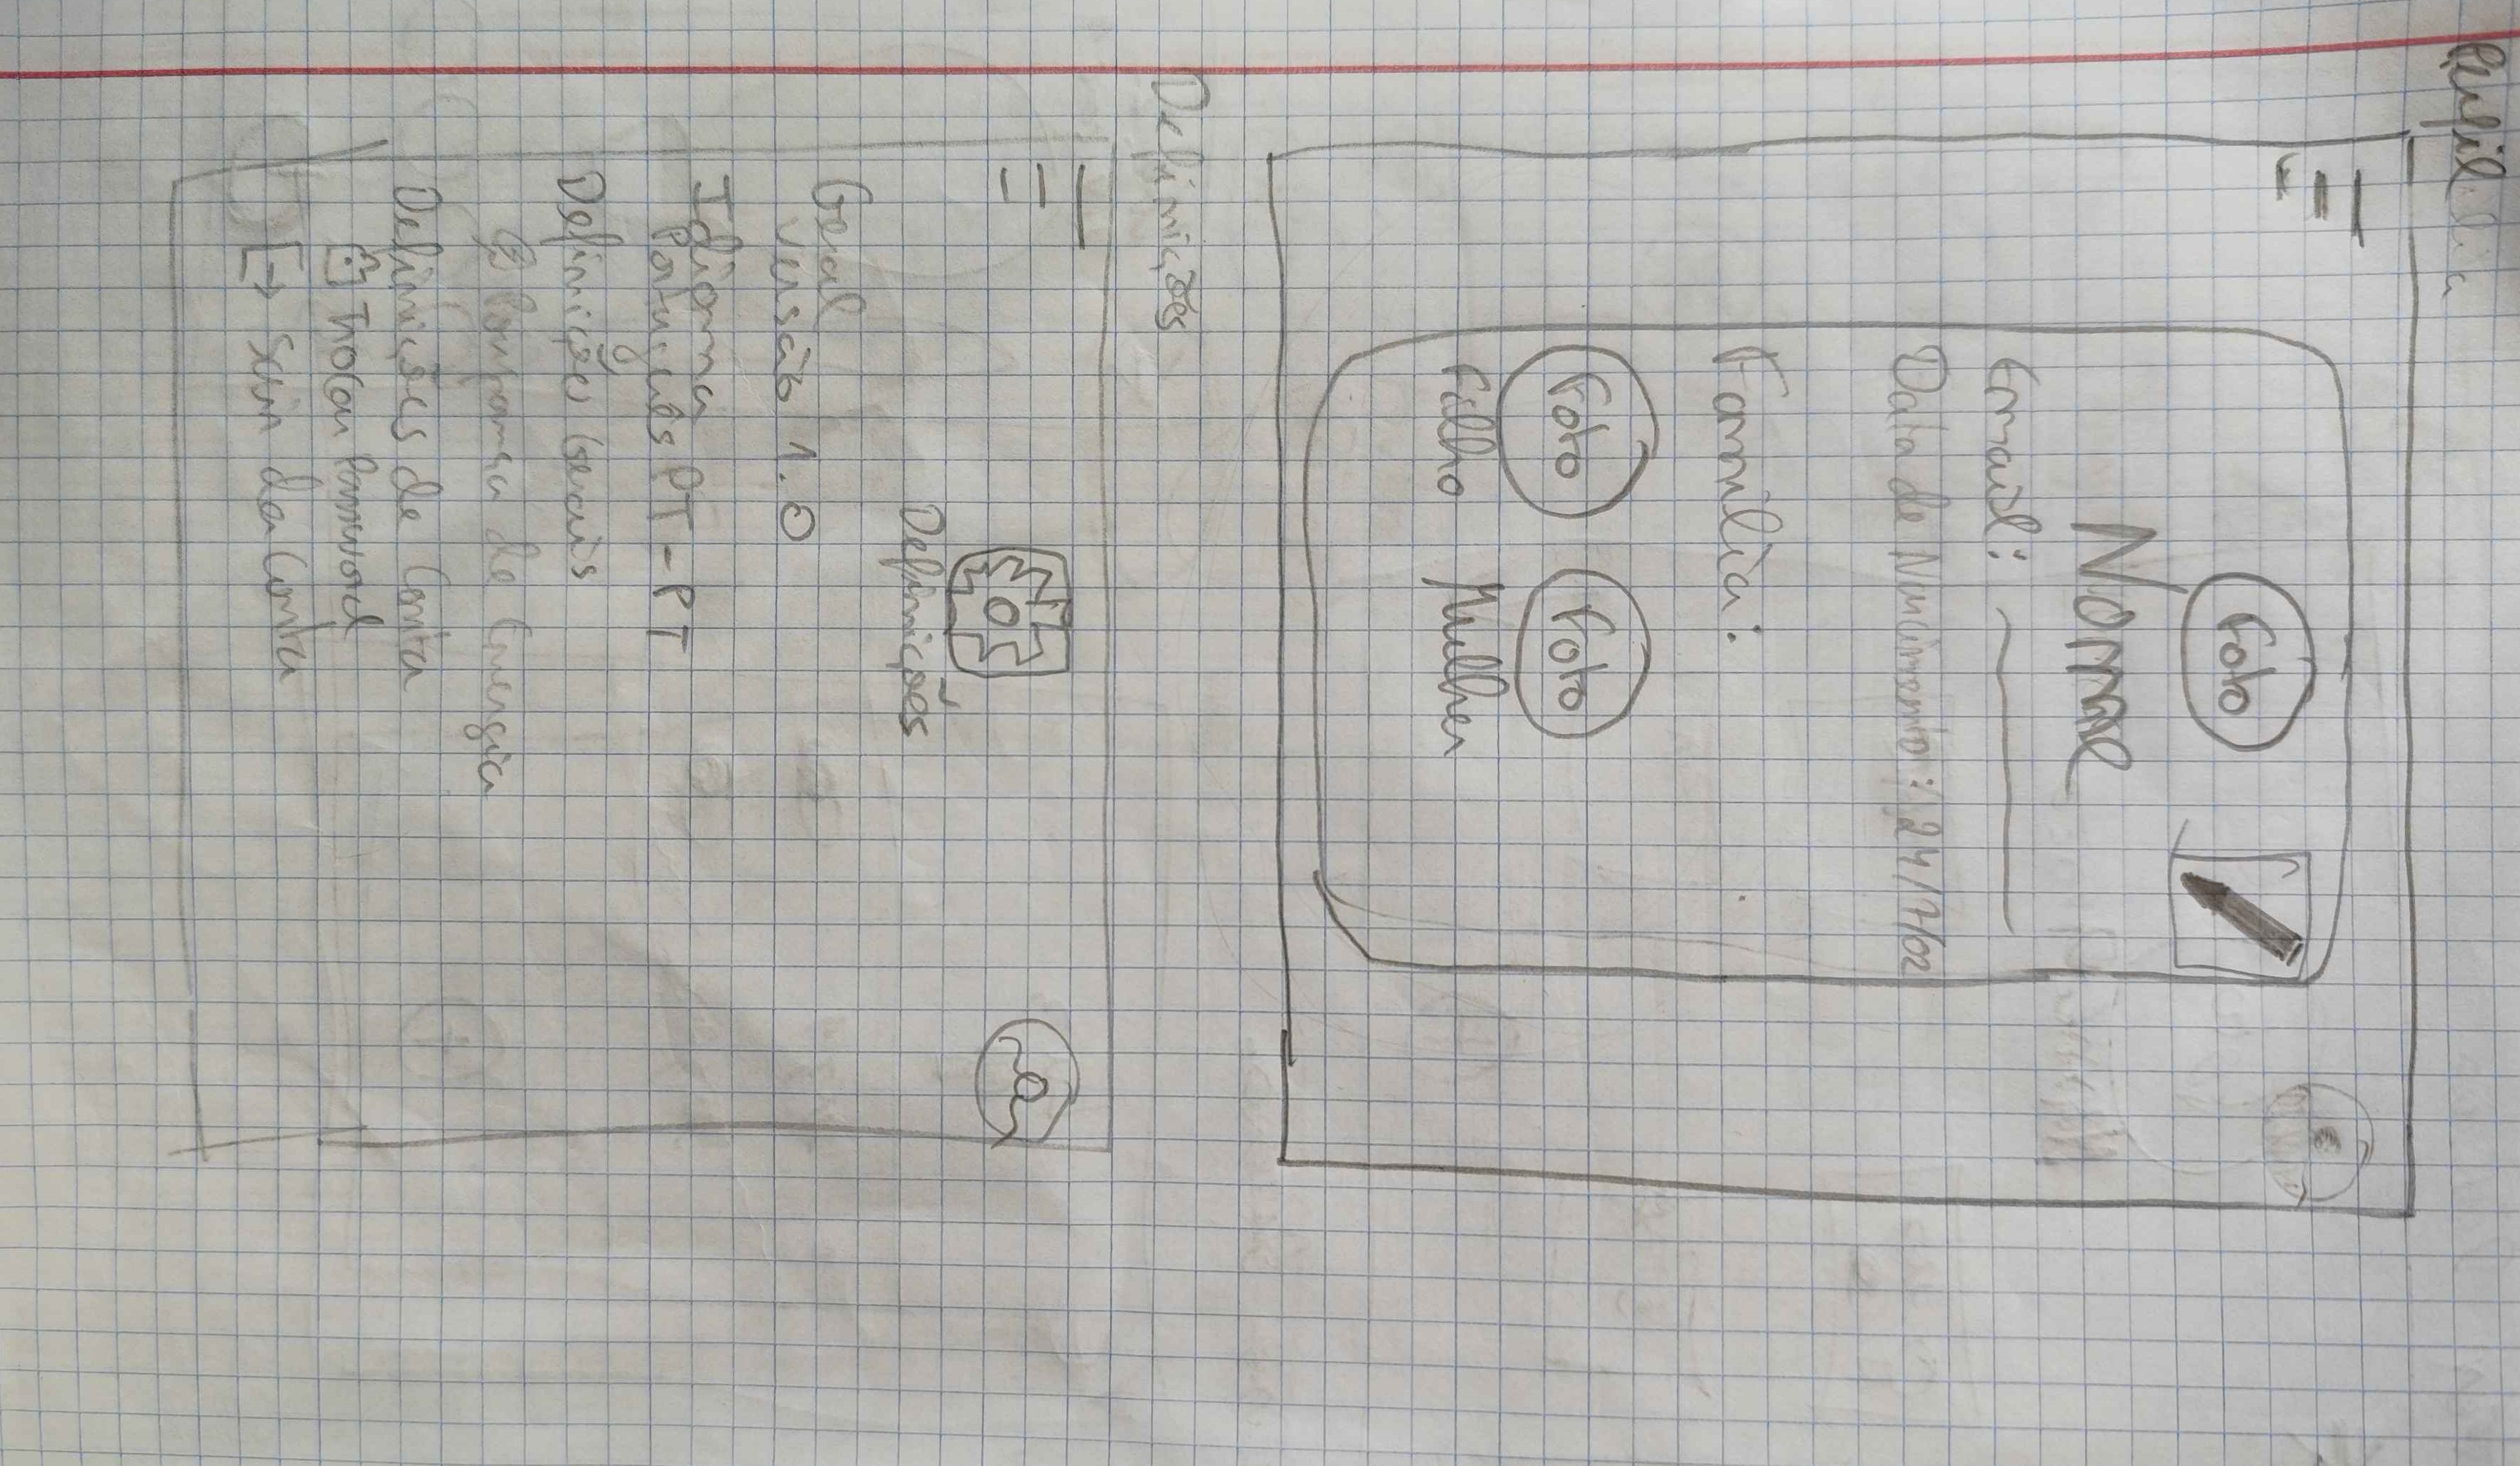 Perfil
Foto
Nome
Email:
Data de Nascimento: 24/7/02
Família:
Foto Foto
Filho Mulher
Definições
Definições
Geral
Versão 1.0
Idioma
Português PT-PT
Definições Gerais
Poupança de Energia
Definições de Conta
Trocar Password
Sair da Conta